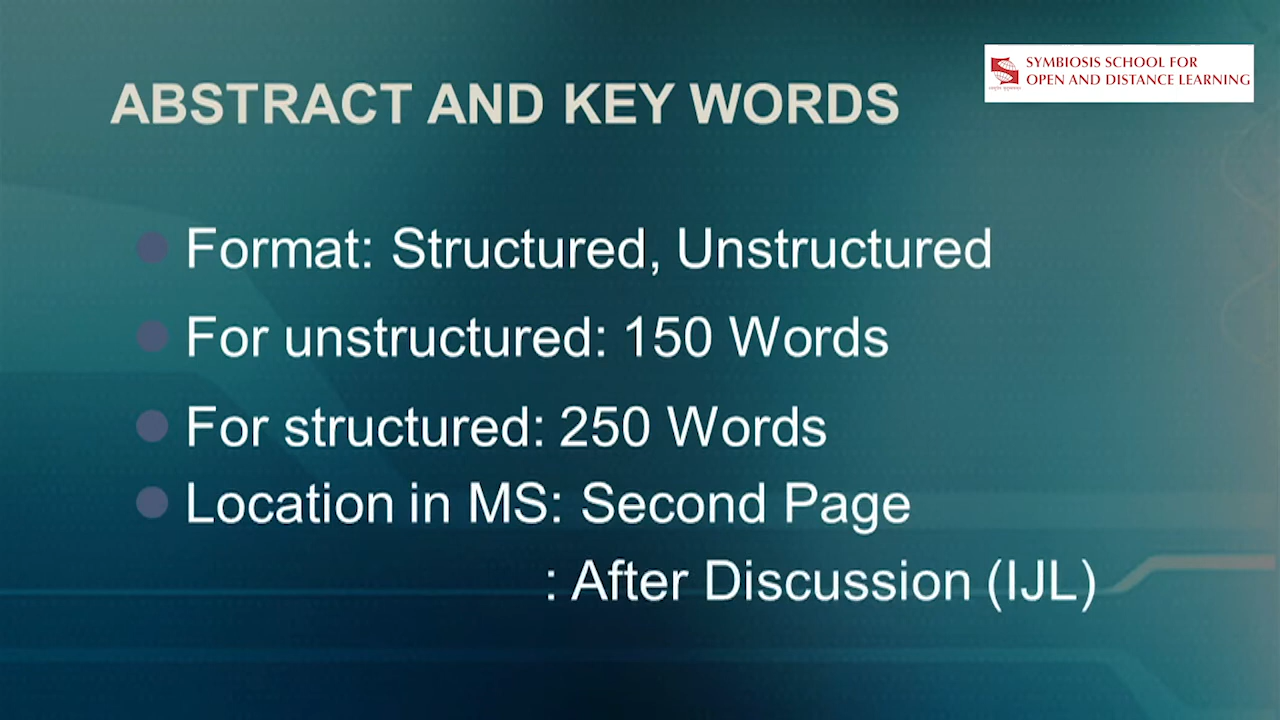 SYMBIOSIS SCHOOL FOR
OPEN AND DISTANCE LEARNING
ABSTRACT AND KEY WORDS
Format: Structured, Unstructured
For unstructured: 150 Words
For structured: 250 Words
Location in MS: Second Page
: After Discussion (IJL)